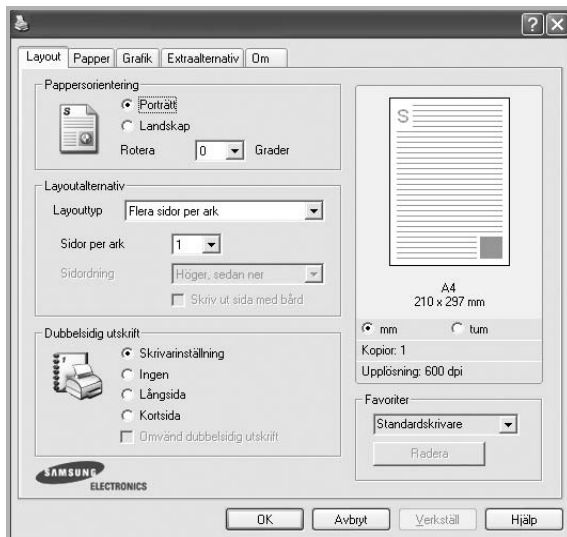 Layout Papper Grafik Extraalternativ Om
Pappersorientering
S
Porträtt
Landskap
Rotera 0 Grader
Layoutalternativ
Layouttyp Flera sidor per ark
Sidor per ark 1
Sidordning Höger, sedan ner
Skriv ut sida med bård
Dubbelsidig utskrift
Skrivarinställning
Ingen
Långsida
Kortsida
Omvänd dubbelsidig utskrift
SAMSUNG
ELECTRONICS
S
A4
210 x 297 mm
mm tum
Kopior: 1
Upplösning: 600 dpi
Favoriter
Standardskrivare
Radera
OK Avbryt Verkställ Hjälp